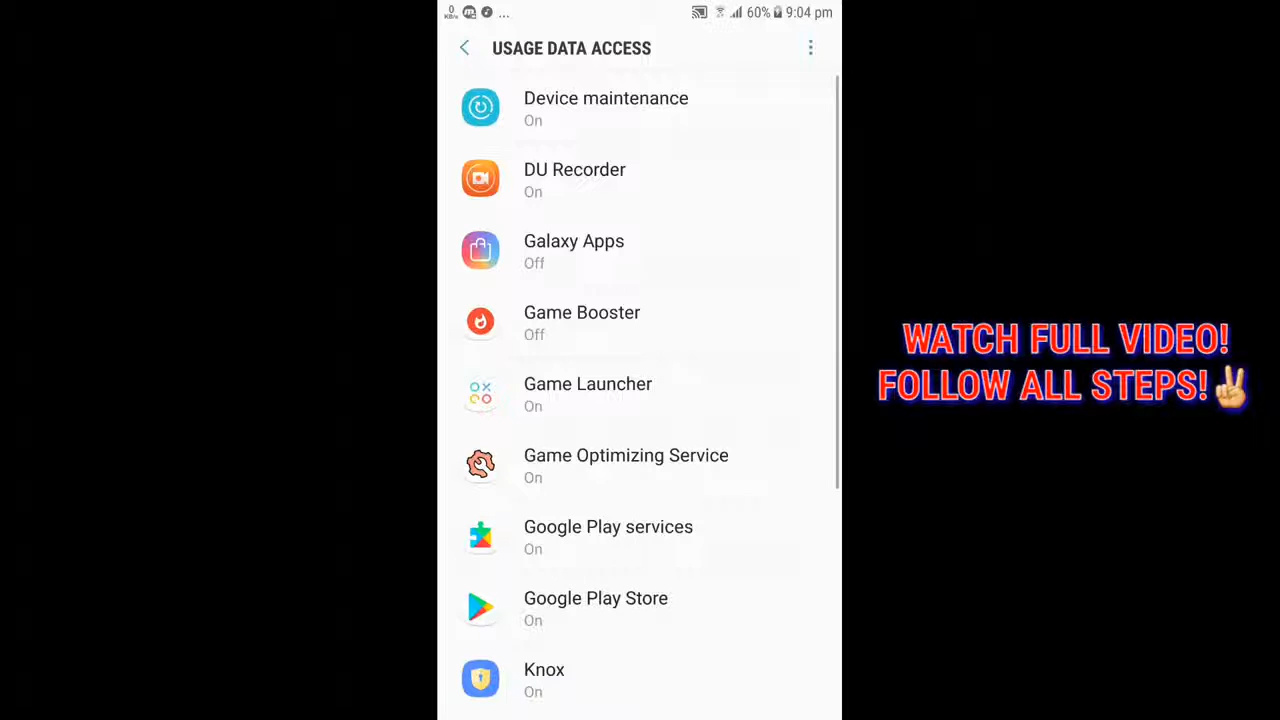 0
KB/s ... 60% 9:04 pm
USAGE DATA ACCESS
Device maintenance
On
DU Recorder
On
Galaxy Apps
Off
Game Booster
Off
Game Launcher
On
Game Optimizing Service
On
Google Play services
On
Google Play Store
On
Knox
On
WATCH FULL VIDEO!
FOLLOW ALL STEPS!✌